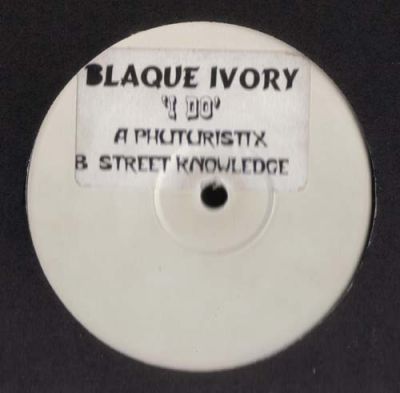 BLAQUE IVORY
'I DO'
A PHUTURISTIX
B STREET KNOWLEDGE